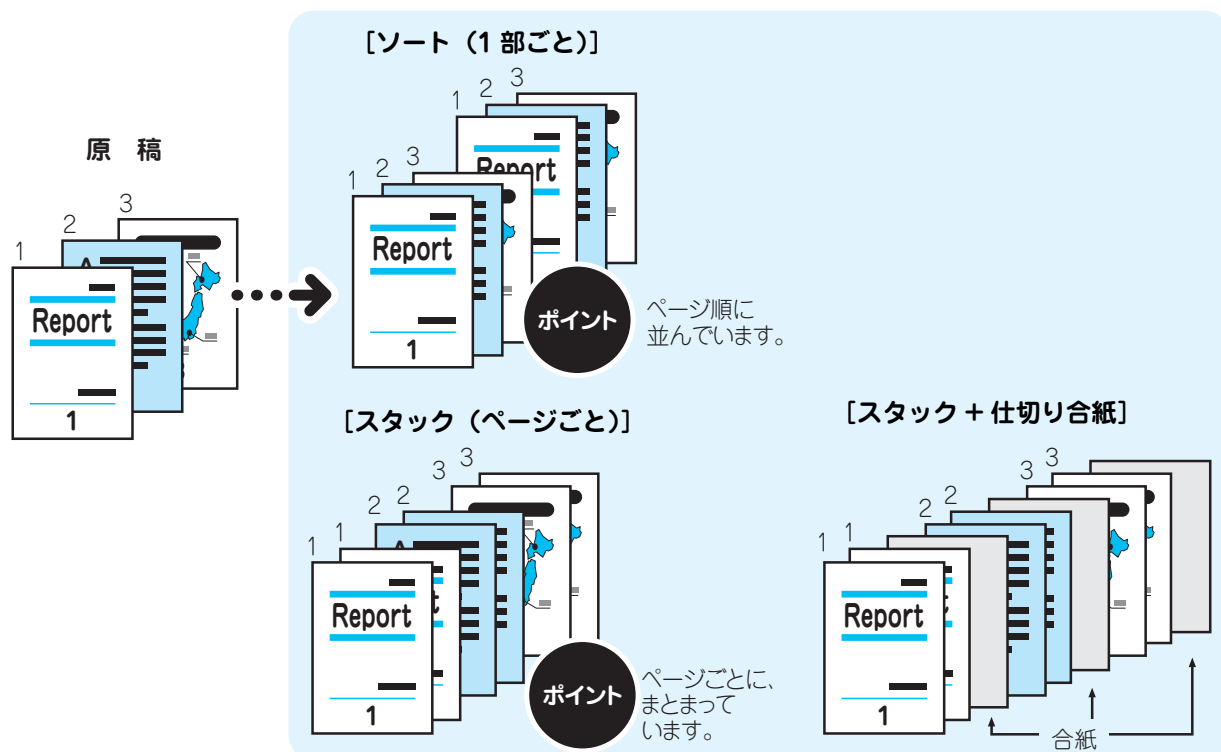 原 稿
1
2
3
Report
1
[ソート（1 部ごと）]
1
2
3
1
2
3
Report
Report
1
ポイント
ページ順に
並んでいます。
[スタック（ページごと）]
1
1
2
2
3
3
Report
1
ポイント
ページごとに、
まとまって
います。
[スタック + 仕切り合紙]
1
1
2
2
3
3
Report
1
合紙